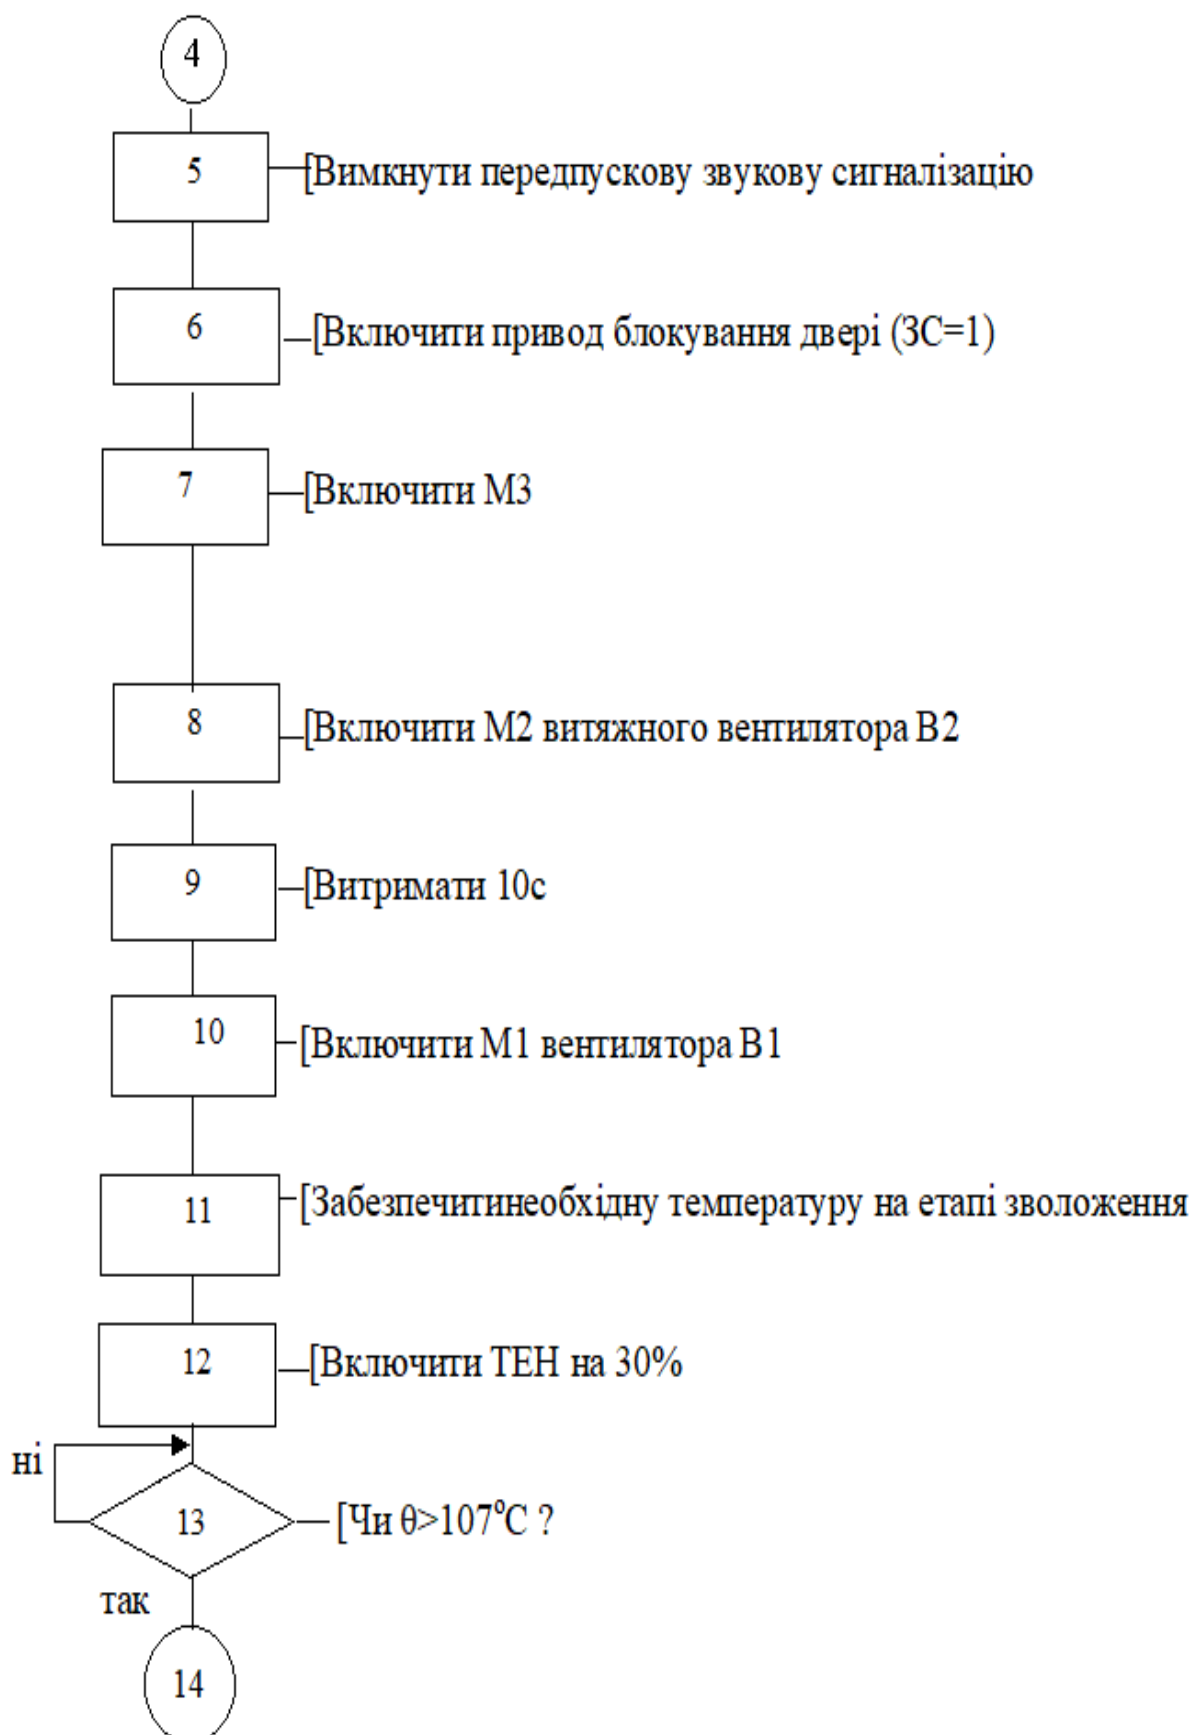 4
5 [Вимкнути передпускову звукову сигналізацію
6 [Включити привод блокування двері (ЗС=1)
7 [Включити М3
8 [Включити М2 витяжного вентилятора В2
9 [Витримати 10с
10 [Включити М1 вентилятора В1
11 [Забезпечитинеобхідну температуру на етапі зволоження
12 [Включити ТЕН на 30%
ні
13 [Чи θ>107°С ?
так
14